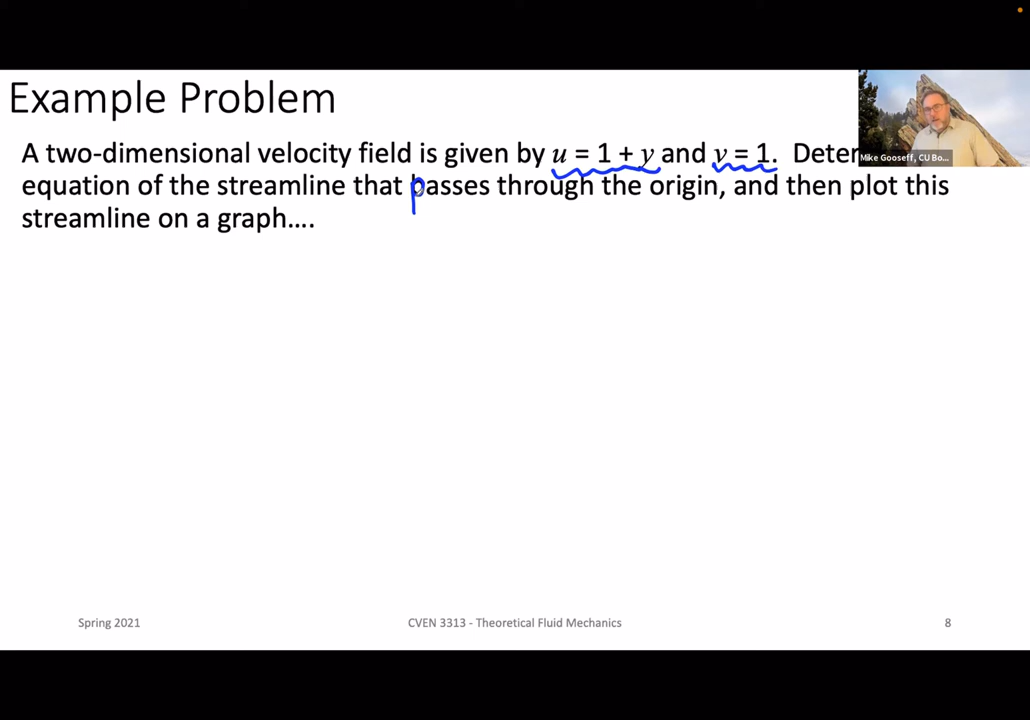 Example Problem
A two-dimensional velocity field is given by u = 1 + y and v = 1. Deter
equation of the streamline that passes through the origin, and then plot this
streamline on a graph….
Mike Gooseff, CU Bo...
Spring 2021
CVEN 3313 - Theoretical Fluid Mechanics
8